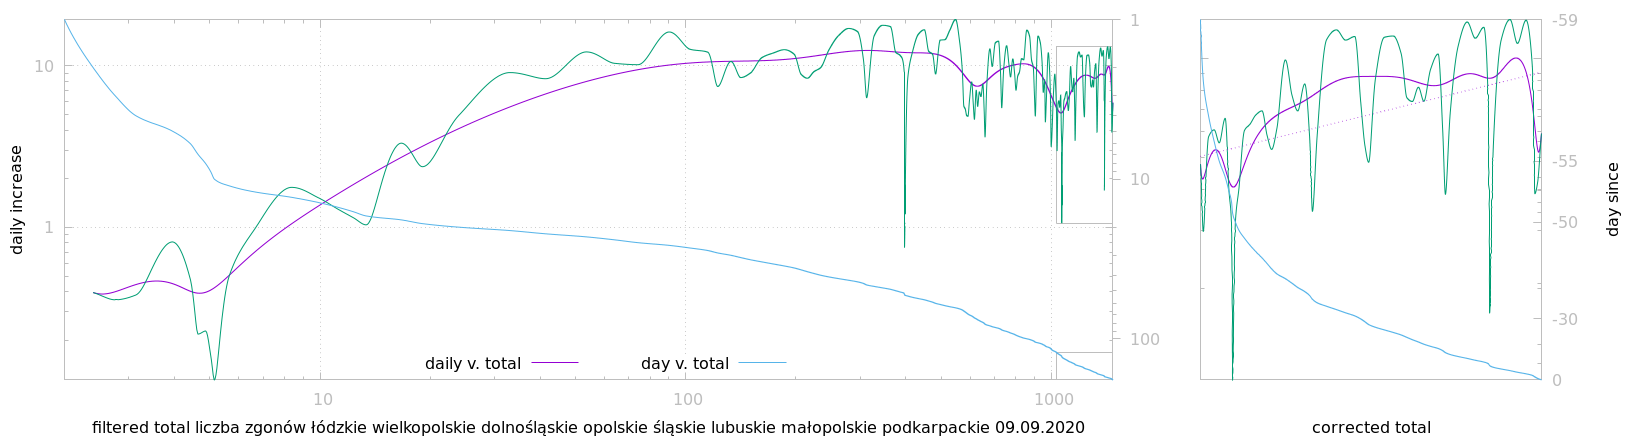 daily increase
10
1
daily v. total
day v. total
10
100
1000
1
10
100
filtered total liczba zgonów łódzkie wielkopolskie dolnośląskie opolskie śląskie lubuskie małopolskie podkarpackie 09.09.2020
-59
-55
-50
-30
0
day since
corrected total